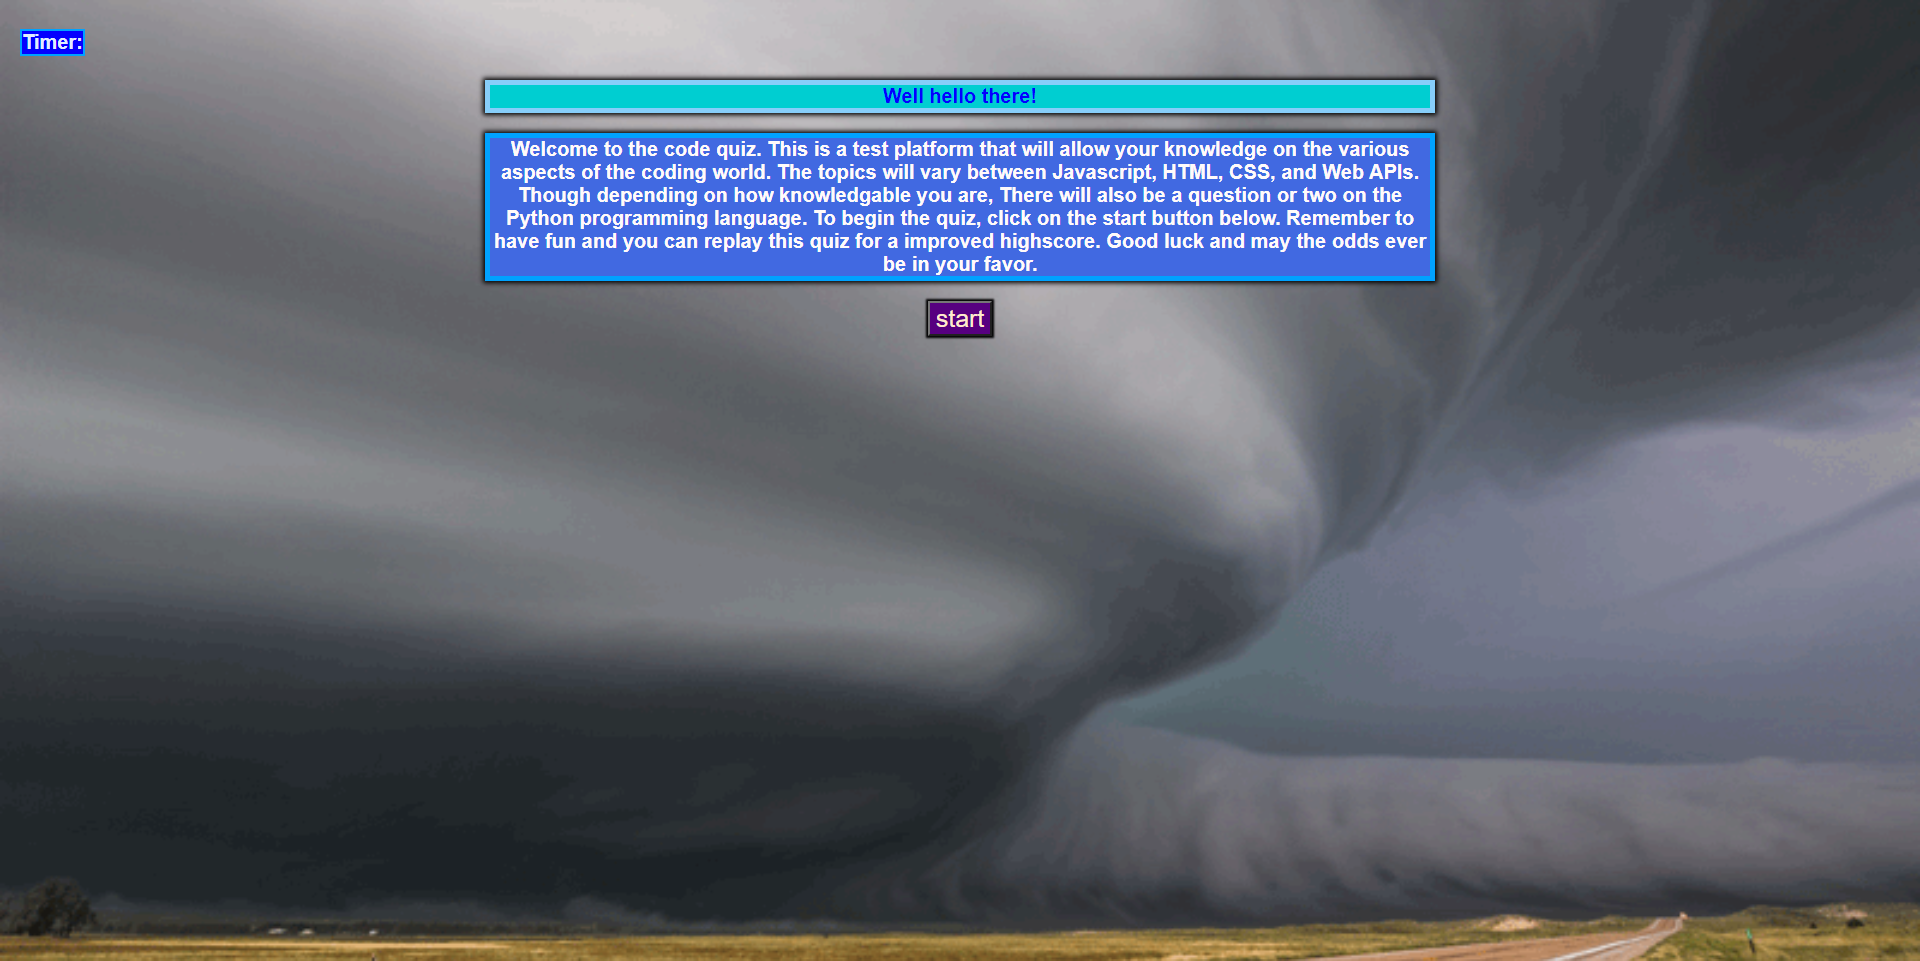 Timer:
Well hello there!
Welcome to the code quiz. This is a test platform that will allow your knowledge on the various
aspects of the coding world. The topics will vary between Javascript, HTML, CSS, and Web APIs.
Though depending on how knowledgable you are, There will also be a question or two on the
Python programming language. To begin the quiz, click on the start button below. Remember to
have fun and you can replay this quiz for a improved highscore. Good luck and may the odds ever
be in your favor.
start